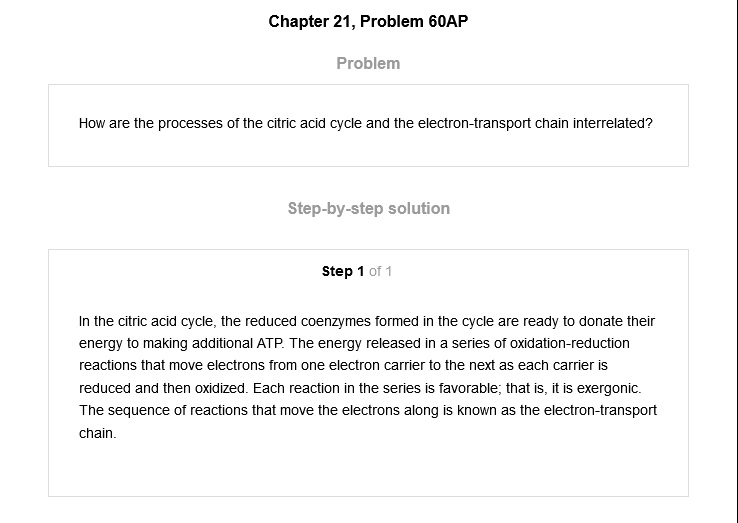 Chapter 21, Problem 60AP
Problem
How are the processes of the citric acid cycle and the electron-transport chain interrelated?
Step-by-step solution
Step 1 of 1
In the citric acid cycle, the reduced coenzymes formed in the cycle are ready to donate their
energy to making additional ATP. The energy released in a series of oxidation-reduction
reactions that move electrons from one electron carrier to the next as each carrier is
reduced and then oxidized. Each reaction in the series is favorable; that is, it is exergonic.
The sequence of reactions that move the electrons along is known as the electron-transport
chain.